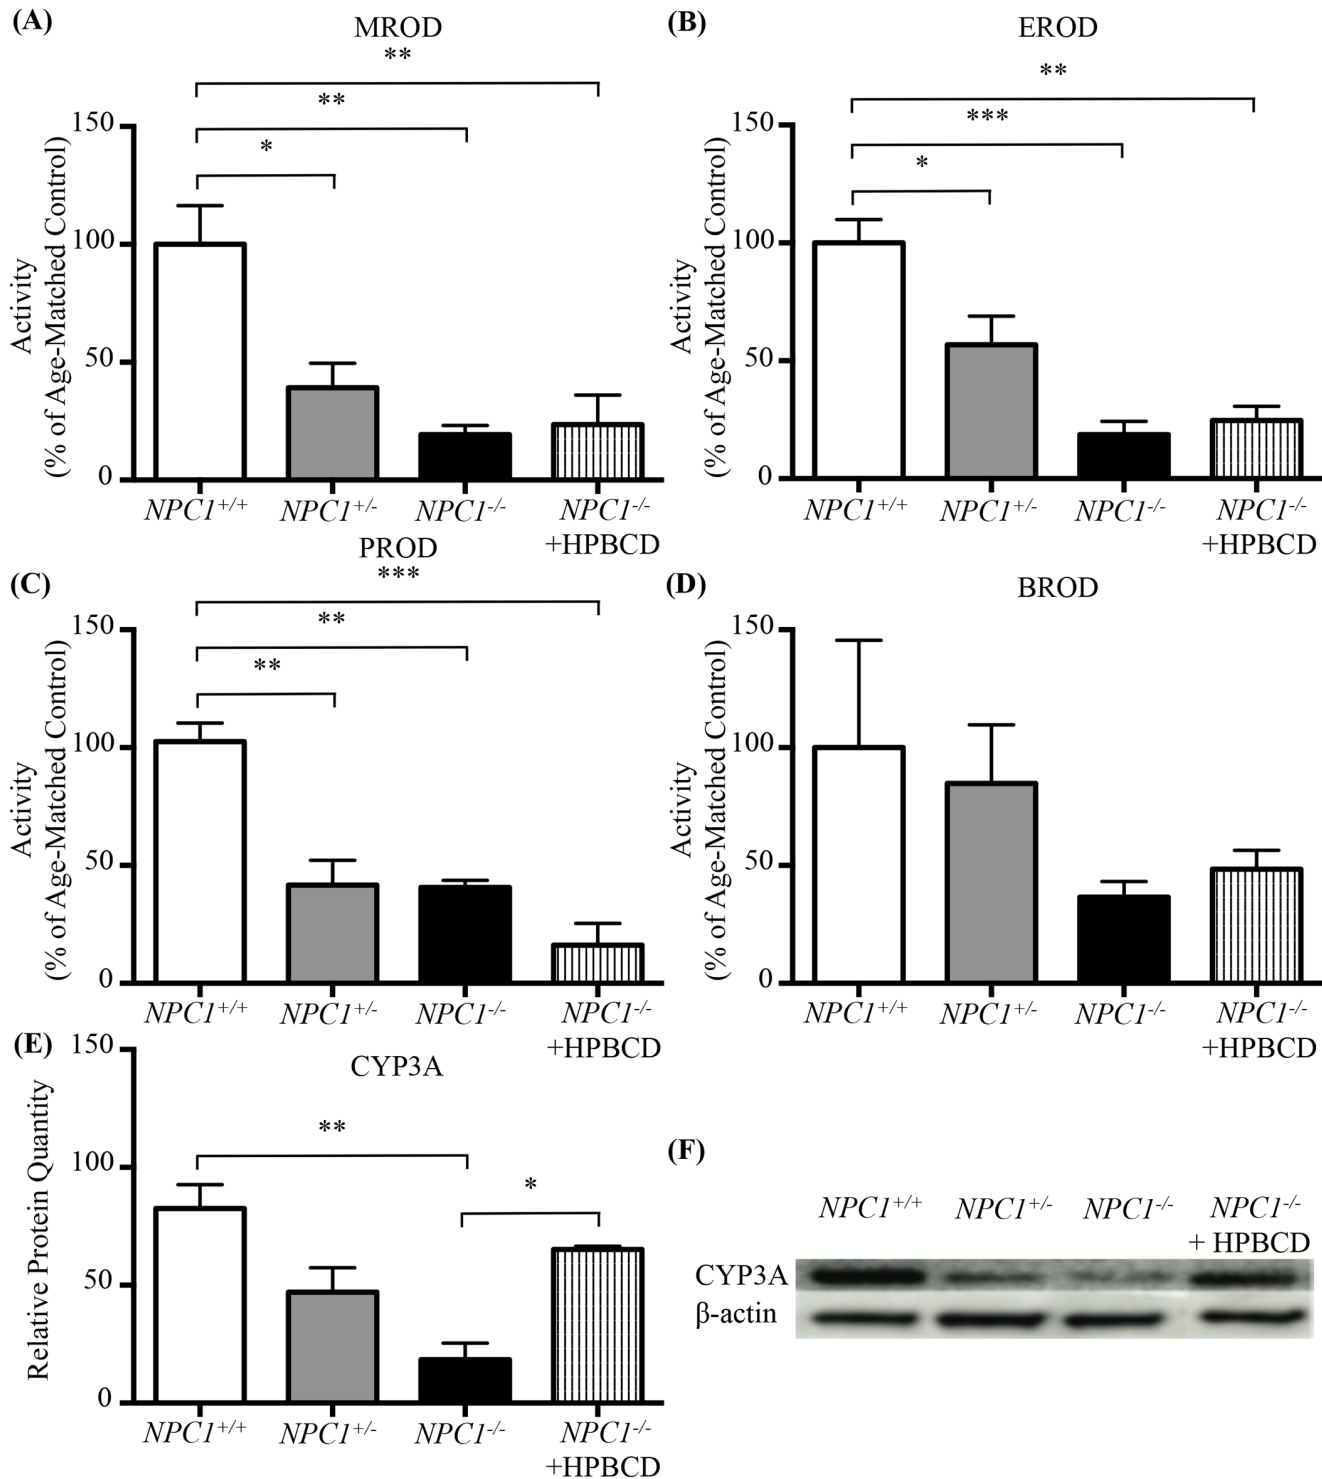 (A)
MROD
**
**
*
150
100
50
0
Activity
(% of Age-Matched Control)
NPC1+/+ NPC1+/- NPC1-/- NPC1-/-
+HPBCD
(B)
EROD
**
***
*
150
100
50
0
Activity
(% of Age-Matched Control)
NPC1+/+ NPC1+/- NPC1-/- NPC1-/-
+HPBCD
(C)
PROD
***
**
**
150
100
50
0
Activity
(% of Age-Matched Control)
NPC1+/+ NPC1+/- NPC1-/- NPC1-/-
+HPBCD
(D)
BROD
150
100
50
0
Activity
(% of Age-Matched Control)
NPC1+/+ NPC1+/- NPC1-/- NPC1-/-
+HPBCD
(E)
CYP3A
**
*
150
100
50
0
Relative Protein Quantity
NPC1+/+ NPC1+/- NPC1-/- NPC1-/-
+HPBCD
(F)
NPC1+/+ NPC1+/- NPC1-/- NPC1-/-
+ HPBCD
CYP3A
β-actin